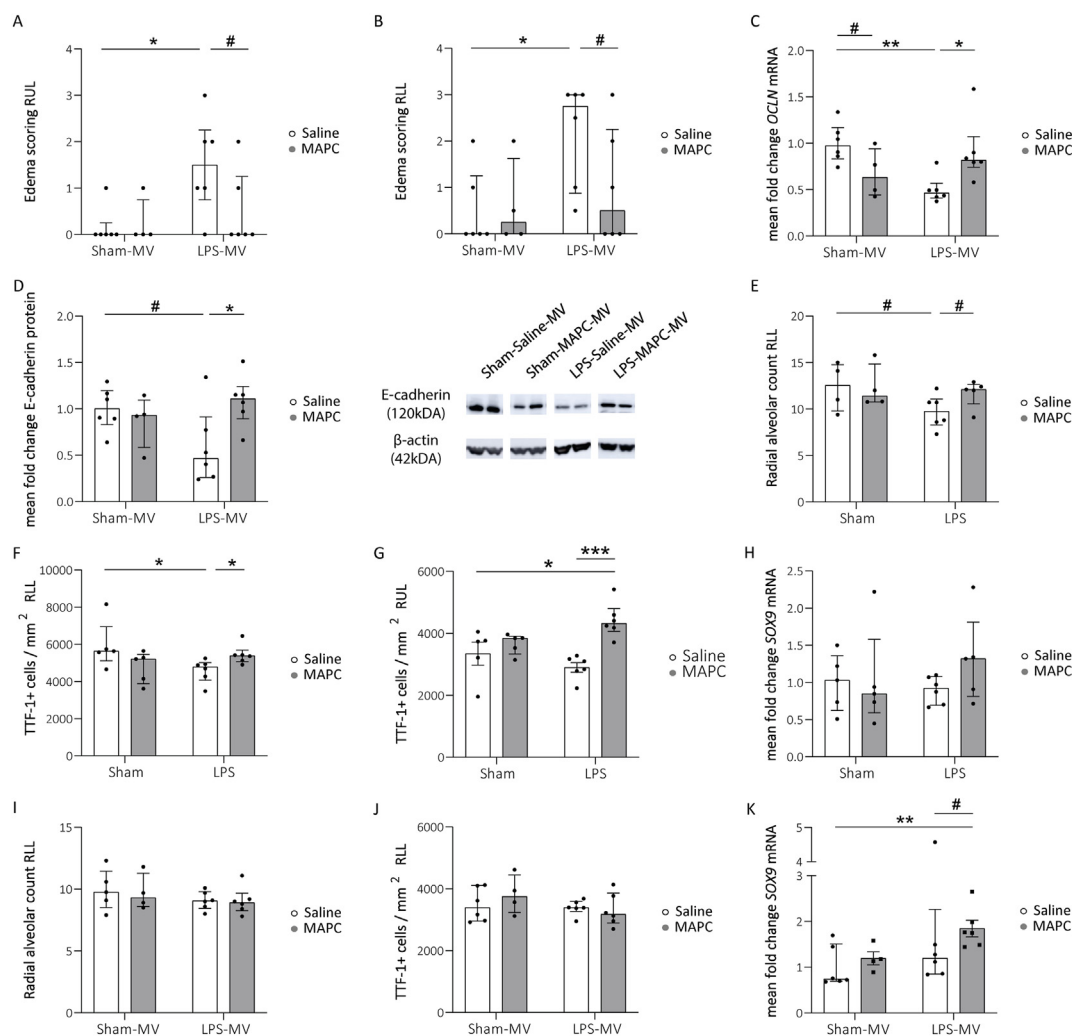 A
*
#
4
3
2
1
0
Edema scoring RUL
Sham-MV
LPS-MV
Saline
MAPC
B
*
#
4
3
2
1
0
Edema scoring RLL
Sham-MV
LPS-MV
Saline
MAPC
C
#
**
*
2.0
1.5
1.0
0.5
0.0
mean fold change OCLN mRNA
Sham-MV
LPS-MV
Saline
MAPC
D
#
*
2.0
1.5
1.0
0.5
0.0
mean fold change E-cadherin protein
Sham-MV
LPS-MV
Saline
MAPC
Sham-Saline-MV
Sham-MAPC-MV
LPS-Saline-MV
LPS-MAPC-MV
E-cadherin
(120kDA)
β-actin
(42kDA)
E
#
#
20
15
10
5
0
Radial alveolar count RLL
Sham
LPS
Saline
MAPC
F
*
*
10000
8000
6000
4000
2000
0
TTF-1+ cells / mm² RLL
Sham
LPS
Saline
MAPC
G
***
*
6000
4000
2000
0
TTF-1+ cells / mm² RUL
Sham
LPS
Saline
MAPC
H
2.5
2.0
1.5
1.0
0.5
0.0
mean fold change SOX9 mRNA
Sham
LPS
Saline
MAPC
I
15
10
5
0
Radial alveolar count RLL
Sham-MV
LPS-MV
Saline
MAPC
J
6000
4000
2000
0
TTF-1+ cells / mm² RLL
Sham-MV
LPS-MV
Saline
MAPC
K
#
**
5
4
3
2
1
0
mean fold change SOX9 mRNA
Sham-MV
LPS-MV
Saline
MAPC